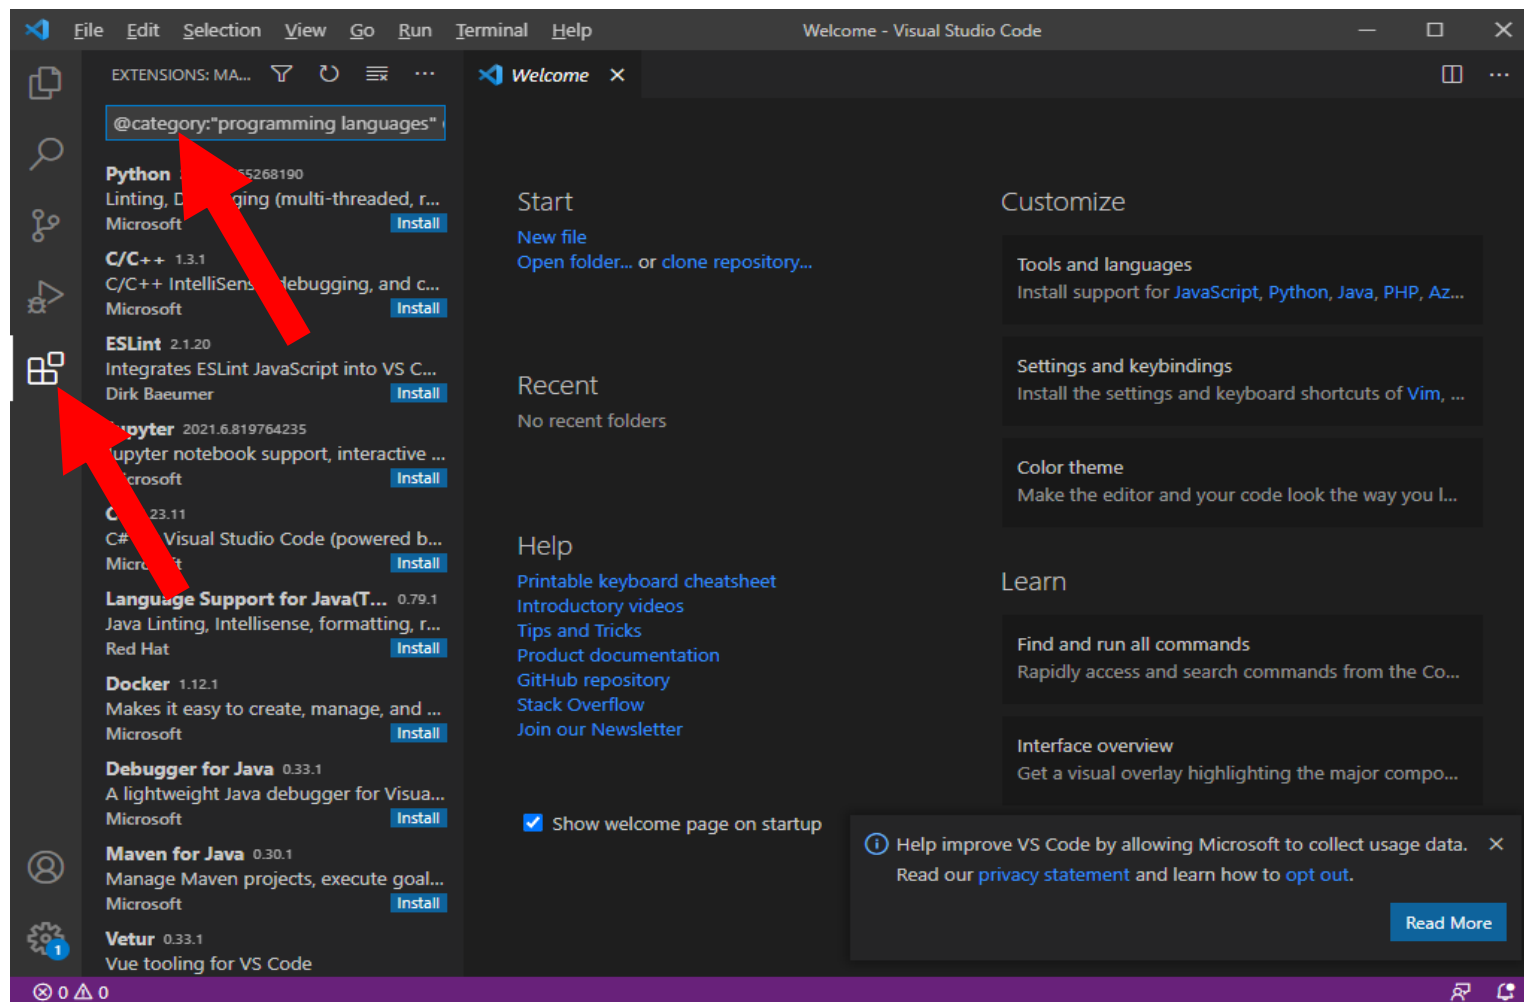 File Edit Selection View Go Run Terminal Help
Welcome - Visual Studio Code
EXTENSIONS: MA...
Welcome
@category:"programming languages"
Python 55268190
Linting, D ging (multi-threaded, r...
Microsoft Install
C/C++ 1.3.1
C/C++ IntelliSens debugging, and c...
Microsoft Install
ESLint 2.1.20
Integrates ESLint JavaScript into VS C...
Dirk Baeumer Install
upyter 2021.6.819764235
upyter notebook support, interactive ...
crosoft Install
23.11
C# Visual Studio Code (powered b...
Install
Language Support for Java(T... 0.79.1
Java Linting, Intellisense, formatting, r...
Red Hat Install
Docker 1.12.1
Makes it easy to create, manage, and ...
Microsoft Install
Debugger for Java 0.33.1
A lightweight Java debugger for Visua...
Microsoft Install
Maven for Java 0.30.1
Manage Maven projects, execute goal...
Microsoft Install
Vetur 0.33.1
Vue tooling for VS Code
Start
New file
Open folder... or clone repository...
Recent
No recent folders
Help
Printable keyboard cheatsheet
Introductory videos
Tips and Tricks
Product documentation
GitHub repository
Stack Overflow
Join our Newsletter
Show welcome page on startup
Customize
Tools and languages
Install support for JavaScript, Python, Java, PHP, Az...
Settings and keybindings
Install the settings and keyboard shortcuts of Vim, ...
Color theme
Make the editor and your code look the way you l...
Learn
Find and run all commands
Rapidly access and search commands from the Co...
Interface overview
Get a visual overlay highlighting the major compo...
Help improve VS Code by allowing Microsoft to collect usage data.
Read our privacy statement and learn how to opt out.
Read More
1
0 0